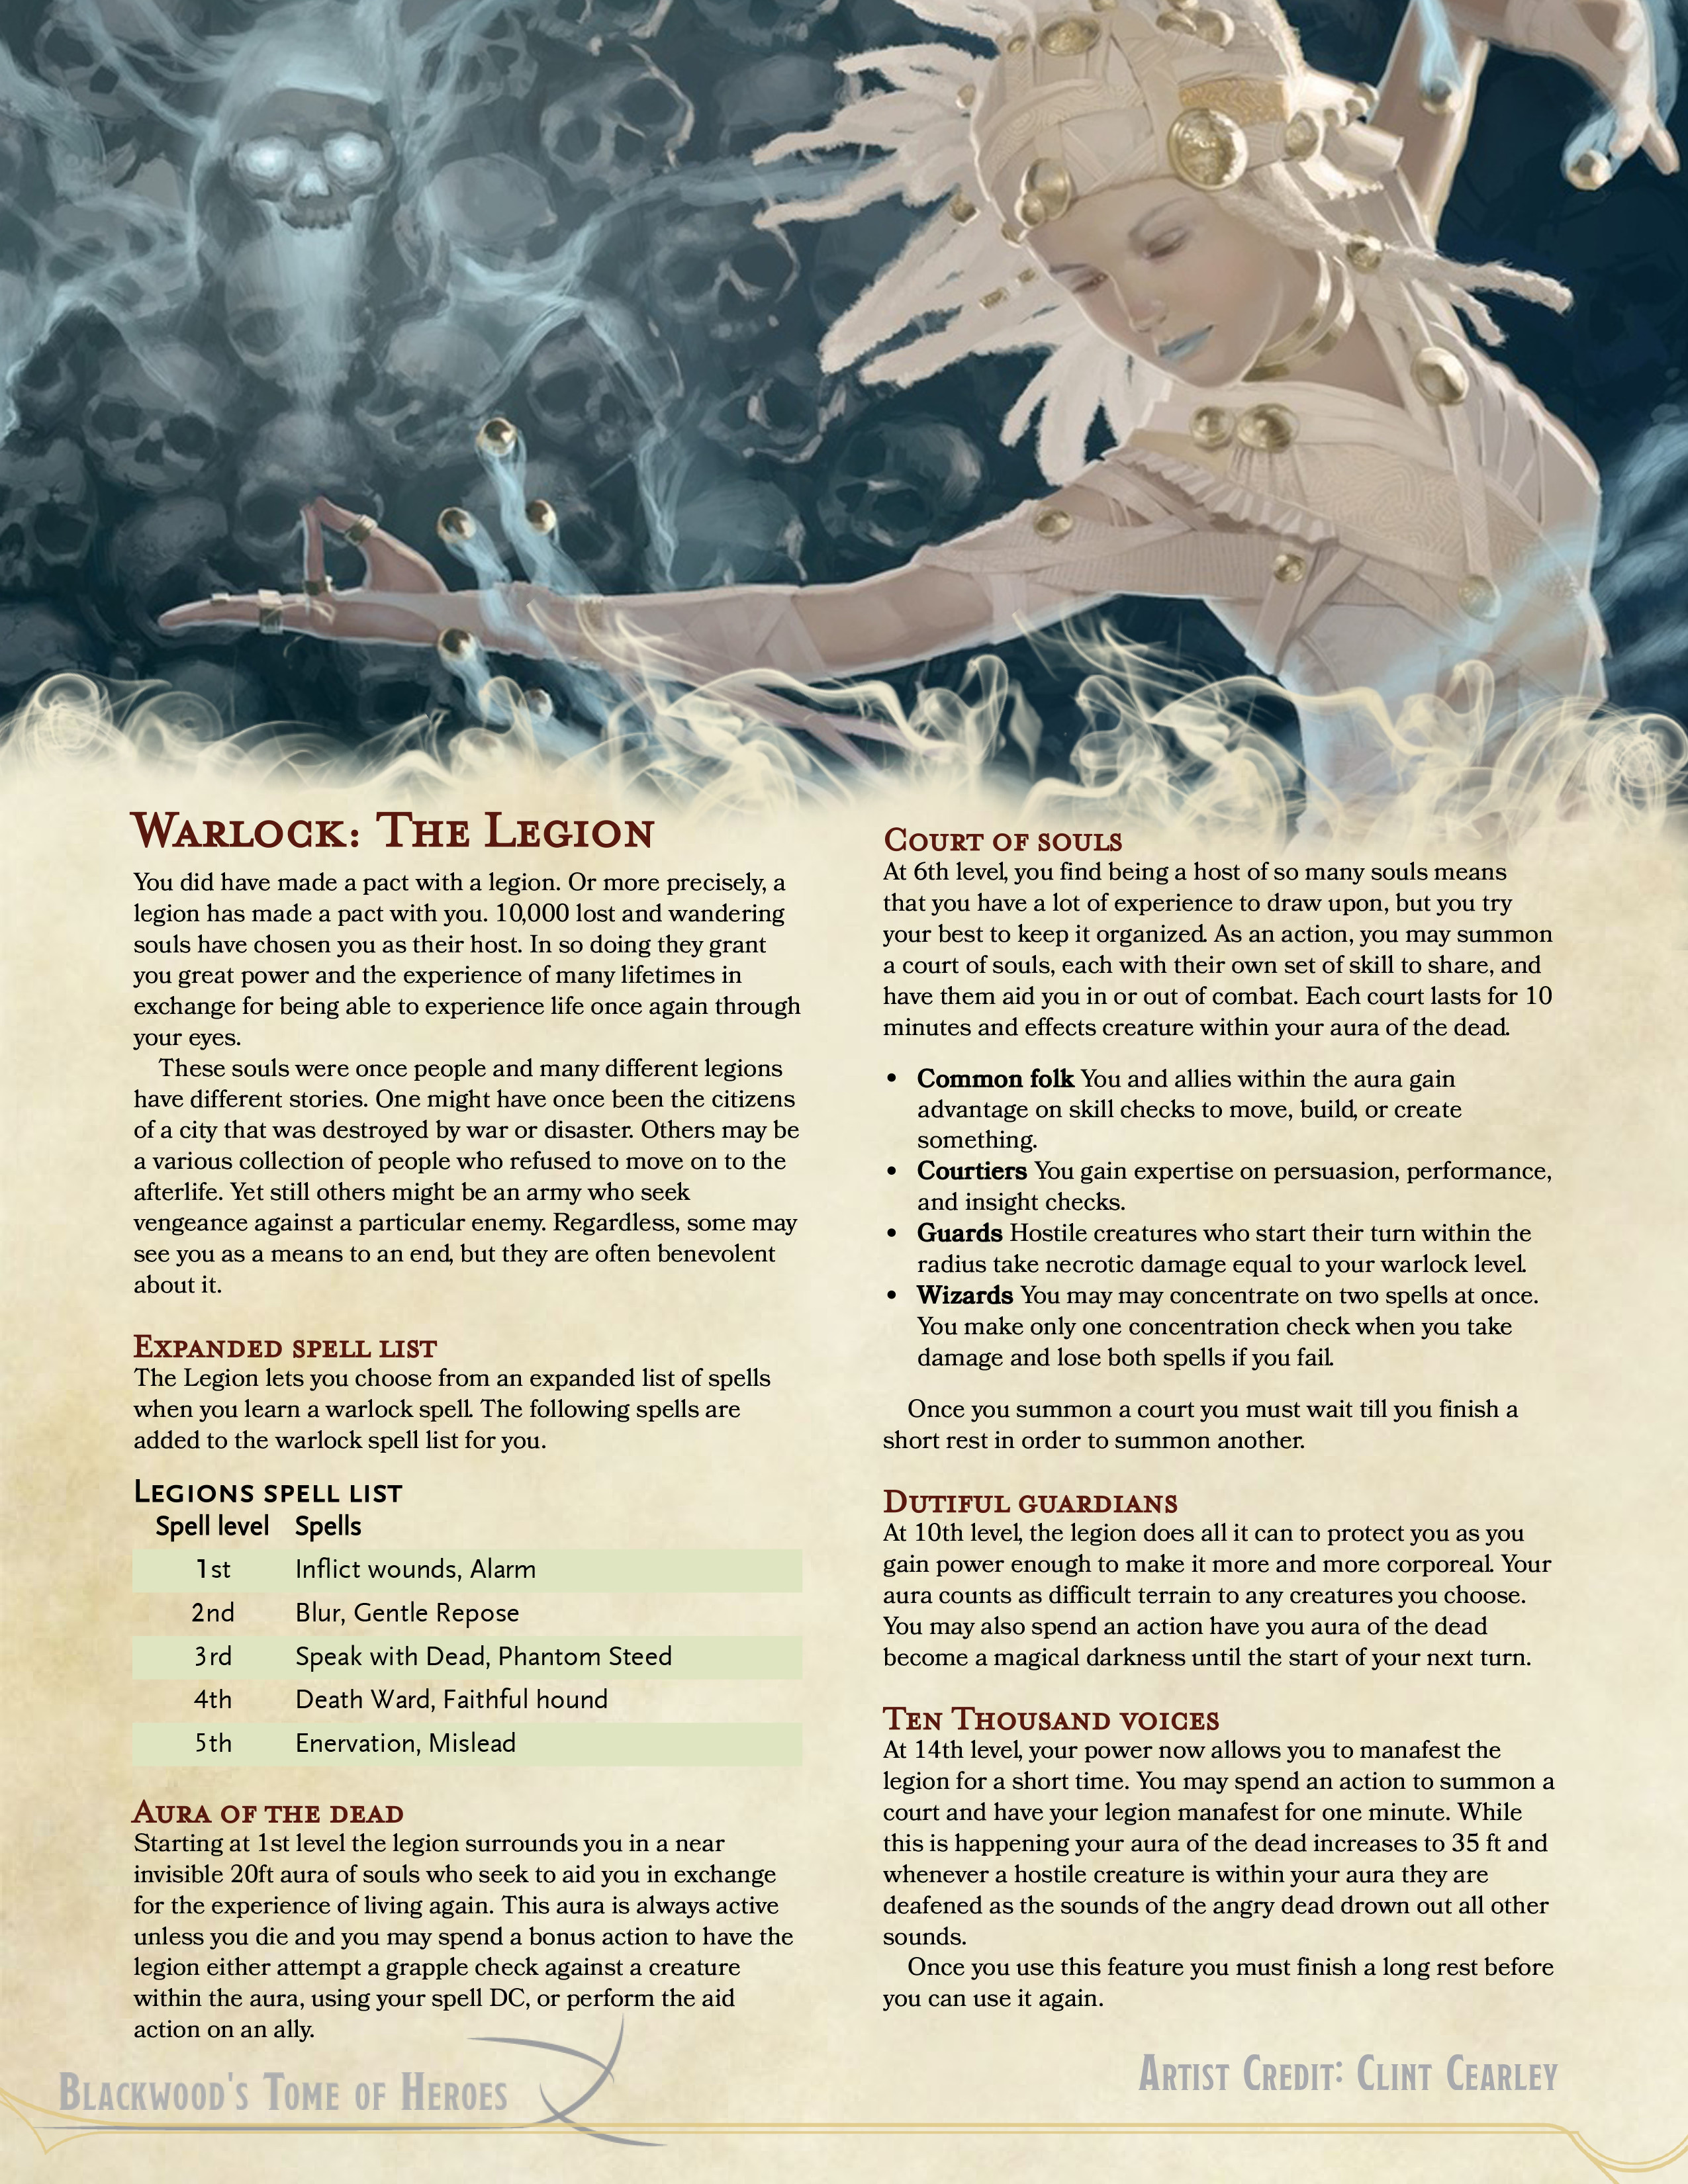 Warlock: The Legion
You did have made a pact with a legion. Or more precisely, a
legion has made a pact with you. 10,000 lost and wandering
souls have chosen you as their host. In so doing they grant
you great power and the experience of many lifetimes in
exchange for being able to experience life once again through
your eyes.
These souls were once people and many different legions
have different stories. One might have once been the citizens
of a city that was destroyed by war or disaster. Others may be
a various collection of people who refused to move on to the
afterlife. Yet still others might be an army who seek
vengeance against a particular enemy. Regardless, some may
see you as a means to an end, but they are often benevolent
about it.
Expanded spell list
The Legion lets you choose from an expanded list of spells
when you learn a warlock spell. The following spells are
added to the warlock spell list for you.
Legions spell list
Spell level Spells
1st Inflict wounds, Alarm
2nd Blur, Gentle Repose
3rd Speak with Dead, Phantom Steed
4th Death Ward, Faithful hound
5th Enervation, Mislead
Aura of the dead
Starting at 1st level the legion surrounds you in a near
invisible 20ft aura of souls who seek to aid you in exchange
for the experience of living again. This aura is always active
unless you die and you may spend a bonus action to have the
legion either attempt a grapple check against a creature
within the aura, using your spell DC, or perform the aid
action on an ally.
Court of souls
At 6th level, you find being a host of so many souls means
that you have a lot of experience to draw upon, but you try
your best to keep it organized. As an action, you may summon
a court of souls, each with their own set of skill to share, and
have them aid you in or out of combat. Each court lasts for 10
minutes and effects creature within your aura of the dead.
• Common folk You and allies within the aura gain
advantage on skill checks to move, build, or create
something.
• Courtiers You gain expertise on persuasion, performance,
and insight checks.
• Guards Hostile creatures who start their turn within the
radius take necrotic damage equal to your warlock level.
• Wizards You may may concentrate on two spells at once.
You make only one concentration check when you take
damage and lose both spells if you fail.
Once you summon a court you must wait till you finish a
short rest in order to summon another.
Dutiful guardians
At 10th level, the legion does all it can to protect you as you
gain power enough to make it more and more corporeal. Your
aura counts as difficult terrain to any creatures you choose.
You may also spend an action have you aura of the dead
become a magical darkness until the start of your next turn.
Ten Thousand voices
At 14th level, your power now allows you to manafest the
legion for a short time. You may spend an action to summon a
court and have your legion manafest for one minute. While
this is happening your aura of the dead increases to 35 ft and
whenever a hostile creature is within your aura they are
deafened as the sounds of the angry dead drown out all other
sounds.
Once you use this feature you must finish a long rest before
you can use it again.
Blackwood's Tome of Heroes
Artist Credit: Clint Cearley